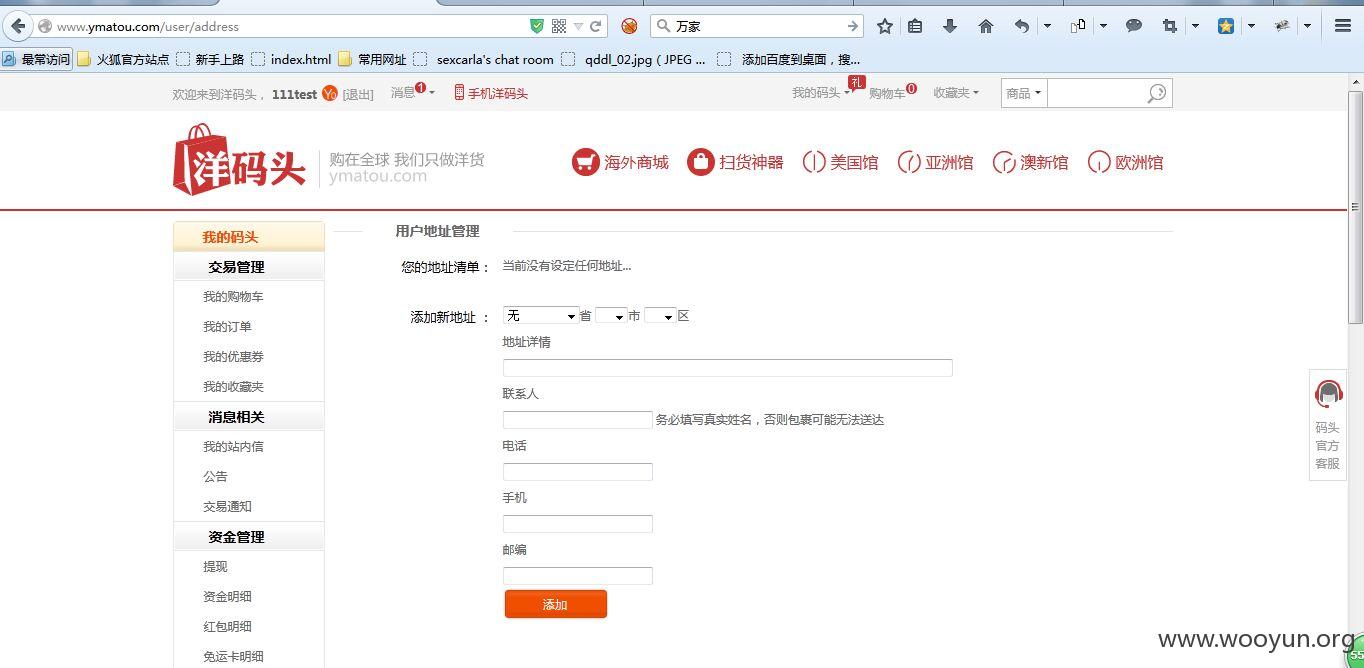 www.ymatou.com/user/address 万家
最常访问 火狐官方站点 新手上路 index.html 常用网址 sexcarla's chat room qddl_02.jpg ( JPEG ... 添加百度到桌面，搜...
欢迎来到洋码头， 111test Yo [退出] 消息 1 手机洋码头 我的码头 礼 购物车 0 收藏夹 商品
洋码头 购在全球 我们只做洋货 海外商城 扫货神器 美国馆 亚洲馆 澳新馆 欧洲馆
ymatou.com
我的码头 用户地址管理
交易管理 您的地址清单： 当前没有设定任何地址...
我的购物车
我的订单 添加新地址 ： 无 省 市 区
地址详情
我的优惠券
我的收藏夹 联系人
消息相关 务必填写真实姓名，否则包裹可能无法送达
我的站内信 电话
公告
交易通知 手机
资金管理
邮编
提现
资金明细 添加
红包明细
免运卡明细
码头
官方
客服
www.wooyun.org
55